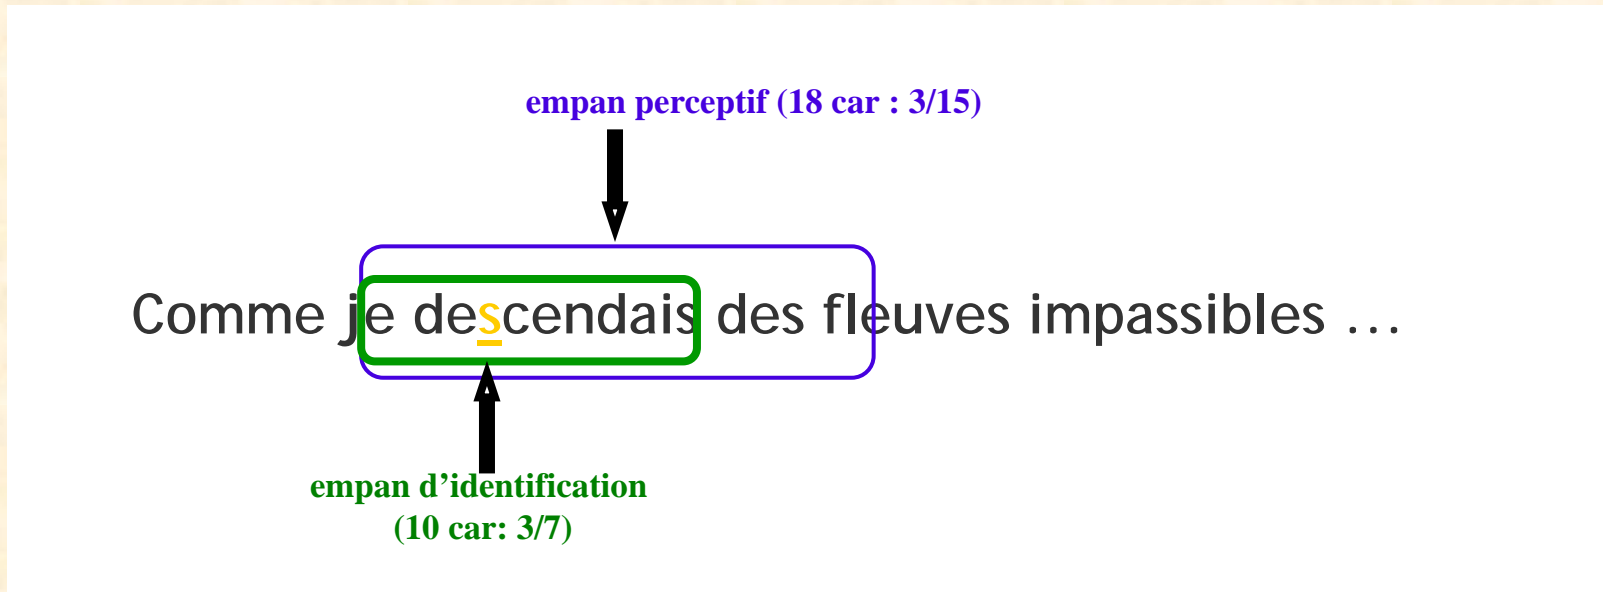 empan perceptif (18 car : 3/15)
Comme je descendais des fleuves impassibles ...
empan d’identification
(10 car: 3/7)